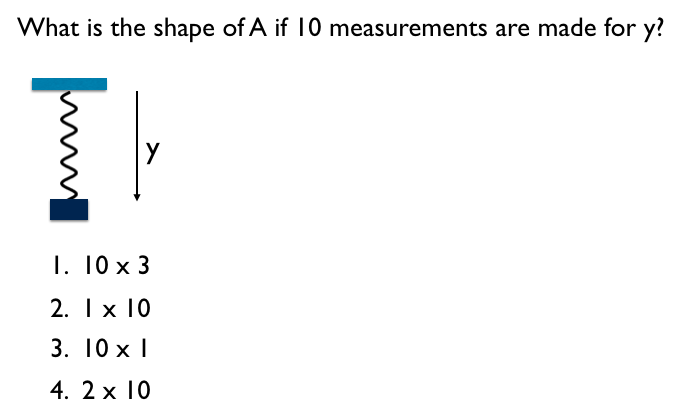 What is the shape of A if 10 measurements are made for y?
y
1. 10 x 3
2. 1 x 10
3. 10 x 1
4. 2 x 10